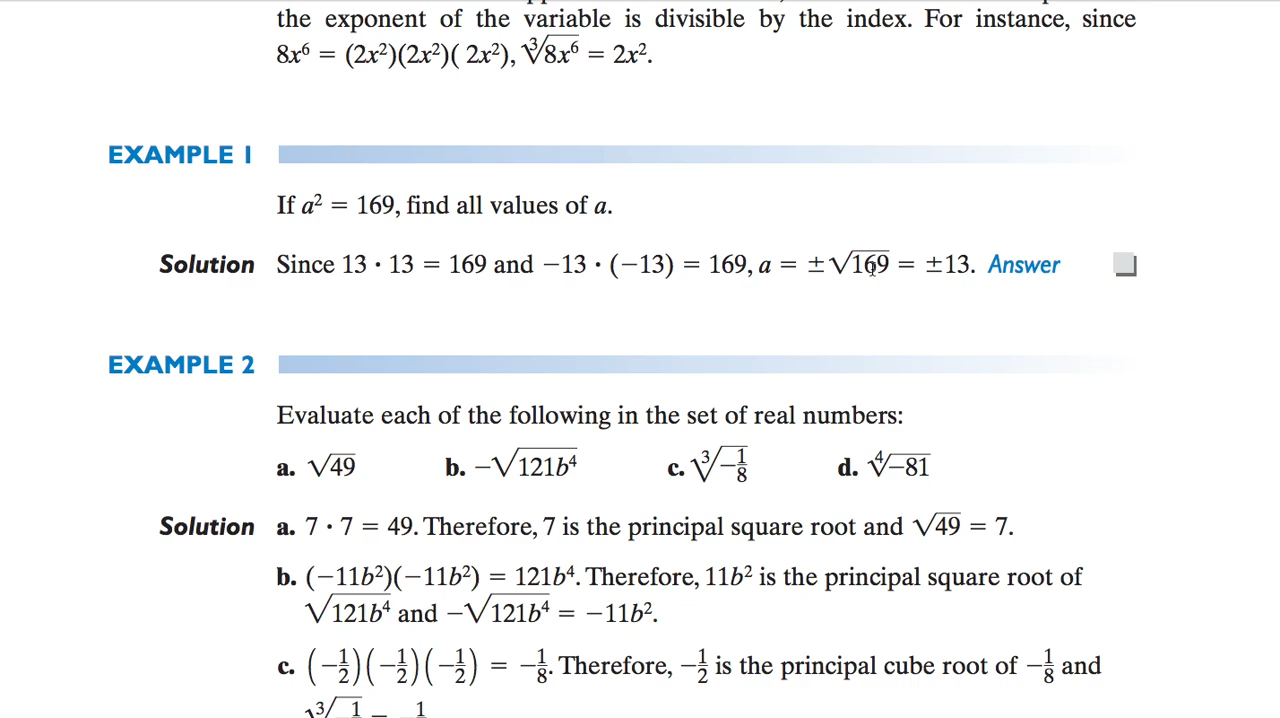 the exponent of the variable is divisible by the index. For instance, since
8x⁶ = (2x²)(2x²)( 2x²), ∛8x⁶ = 2x².
EXAMPLE 1
If a² = 169, find all values of a.
Solution Since 13 · 13 = 169 and −13 · (−13) = 169, a = ±√169 = ±13. Answer
EXAMPLE 2
Evaluate each of the following in the set of real numbers:
a. √49 b. −√121b⁴ c. ∛−1/8 d. ∜−81
Solution a. 7 · 7 = 49. Therefore, 7 is the principal square root and √49 = 7.
b. (−11b²)(−11b²) = 121b⁴. Therefore, 11b² is the principal square root of
√121b⁴ and −√121b⁴ = −11b².
c. (−1/2)(−1/2)(−1/2) = −1/8. Therefore, −1/2 is the principal cube root of −1/8 and